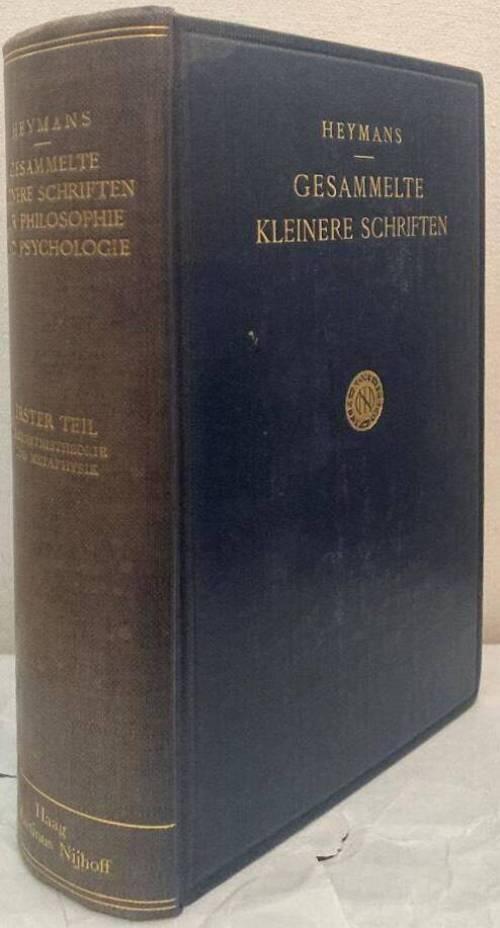 HEYMANS
GESAMMELTE
KLEINERE SCHRIFTEN
HEYMANS
GESAMMELTE
KLEINERE SCHRIFTEN
PHILOSOPHIE
PSYCHOLOGIE
ERSTER TEIL
METAPHYSIK
Haag
Nijhoff